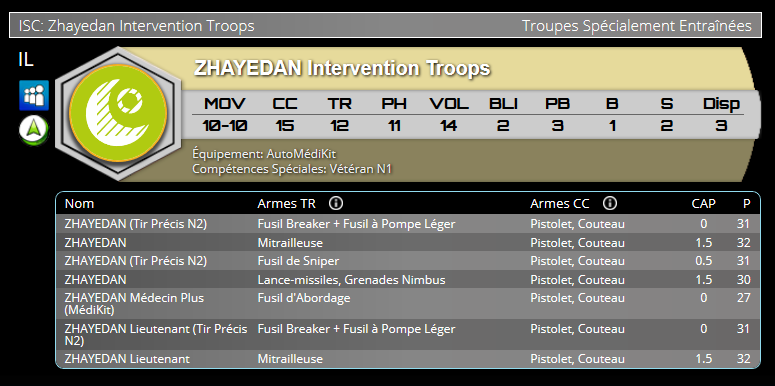 ISC: Zhayedan Intervention Troops Troupes Spécialement Entraînées
IL
ZHAYEDAN Intervention Troops
MOV CC TR PH VOL BLI PB B S Disp
10-10 15 12 11 14 2 3 1 2 3
Équipement: AutoMédiKit
Compétences Spéciales: Vétéran N1
Nom Armes TR Armes CC CAP P
ZHAYEDAN (Tir Précis N2) Fusil Breaker + Fusil à Pompe Léger Pistolet, Couteau 0 31
ZHAYEDAN Mitrailleuse Pistolet, Couteau 1.5 32
ZHAYEDAN (Tir Précis N2) Fusil de Sniper Pistolet, Couteau 0.5 31
ZHAYEDAN Lance-missiles, Grenades Nimbus Pistolet, Couteau 1.5 30
ZHAYEDAN Médecin Plus
(MédiKit) Fusil d'Abordage Pistolet, Couteau 0 27
ZHAYEDAN Lieutenant (Tir Précis
N2) Fusil Breaker + Fusil à Pompe Léger Pistolet, Couteau 0 31
ZHAYEDAN Lieutenant Mitrailleuse Pistolet, Couteau 1.5 32